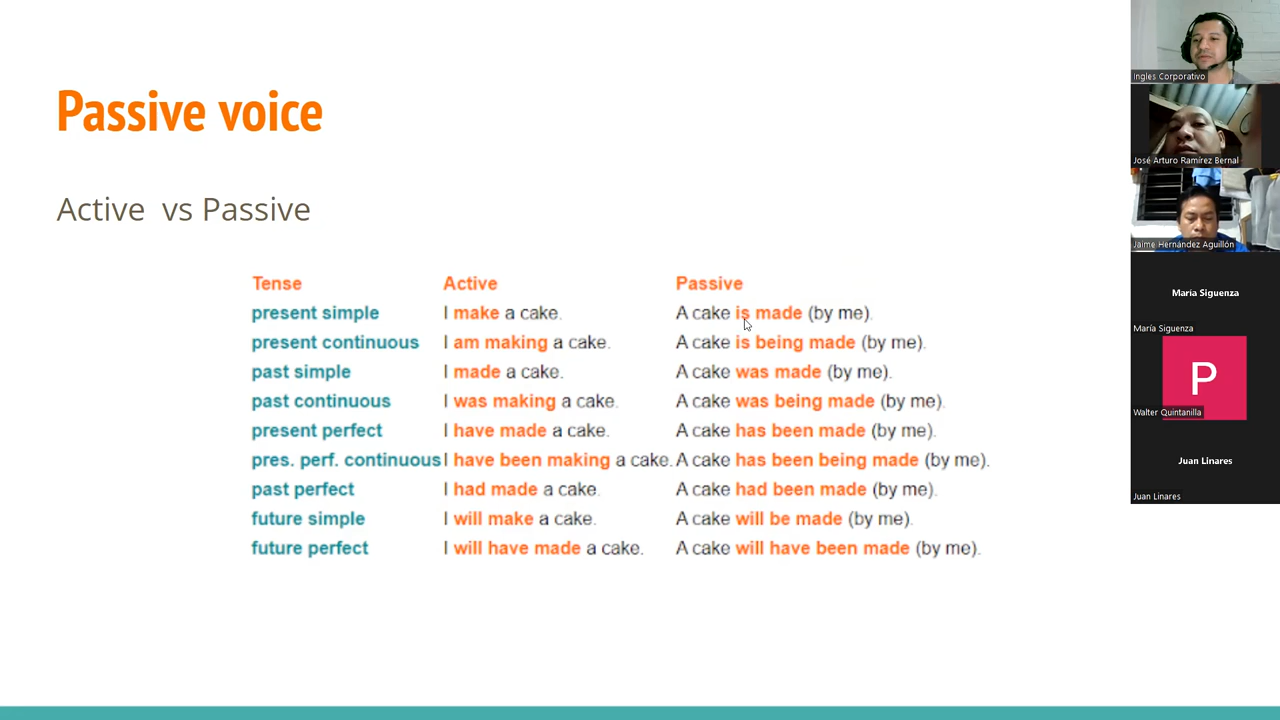 Passive voice
Active vs Passive
Tense Active Passive
present simple I make a cake. A cake is made (by me).
present continuous I am making a cake. A cake is being made (by me).
past simple I made a cake. A cake was made (by me).
past continuous I was making a cake. A cake was being made (by me).
present perfect I have made a cake. A cake has been made (by me).
pres. perf. continuous I have been making a cake. A cake has been being made (by me).
past perfect I had made a cake. A cake had been made (by me).
future simple I will make a cake. A cake will be made (by me).
future perfect I will have made a cake. A cake will have been made (by me).
Ingles Corporativo
José Arturo Ramírez Bernal
Jaime Hernández Aguillón
María Siguenza
María Siguenza
P
Walter Quintanilla
Juan Linares
Juan Linares